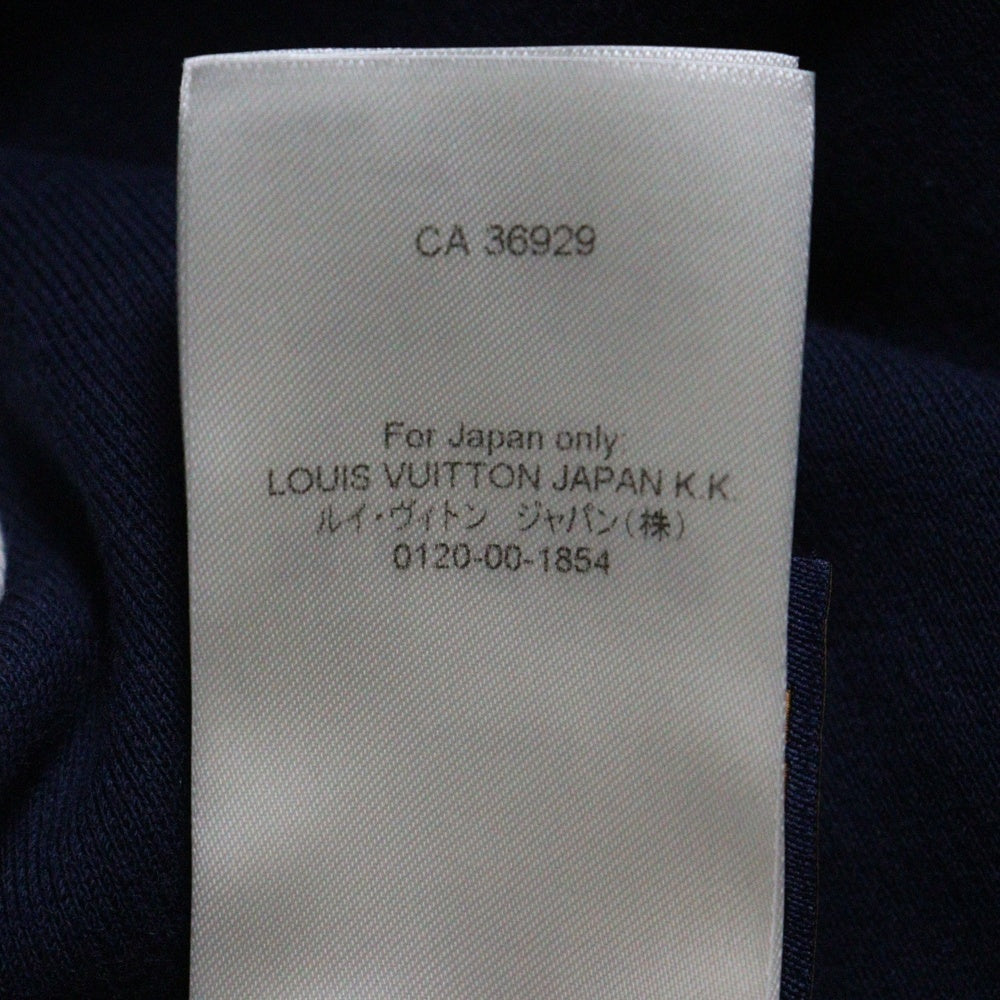 CA 36929
For Japan only:
LOUIS VUITTON JAPAN K.K.
ルイ・ヴィトン ジャパン(株)
0120-00-1854